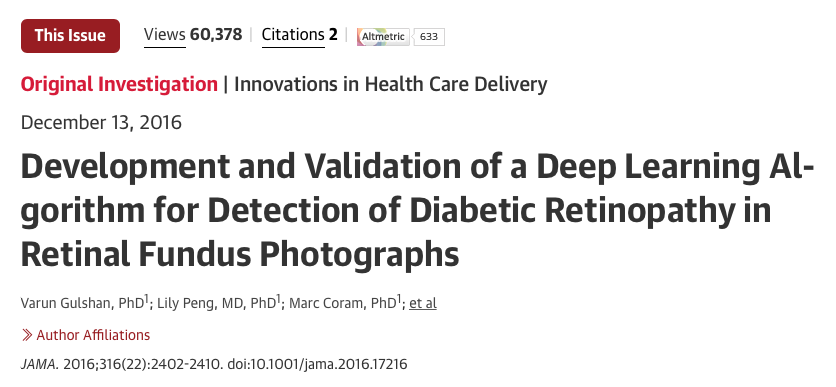 This Issue Views 60,378 | Citations 2 | Altmetric 633
Original Investigation | Innovations in Health Care Delivery
December 13, 2016
Development and Validation of a Deep Learning Al-
gorithm for Detection of Diabetic Retinopathy in
Retinal Fundus Photographs
Varun Gulshan, PhD1; Lily Peng, MD, PhD1; Marc Coram, PhD1; et al
Author Affiliations
JAMA. 2016;316(22):2402-2410. doi:10.1001/jama.2016.17216